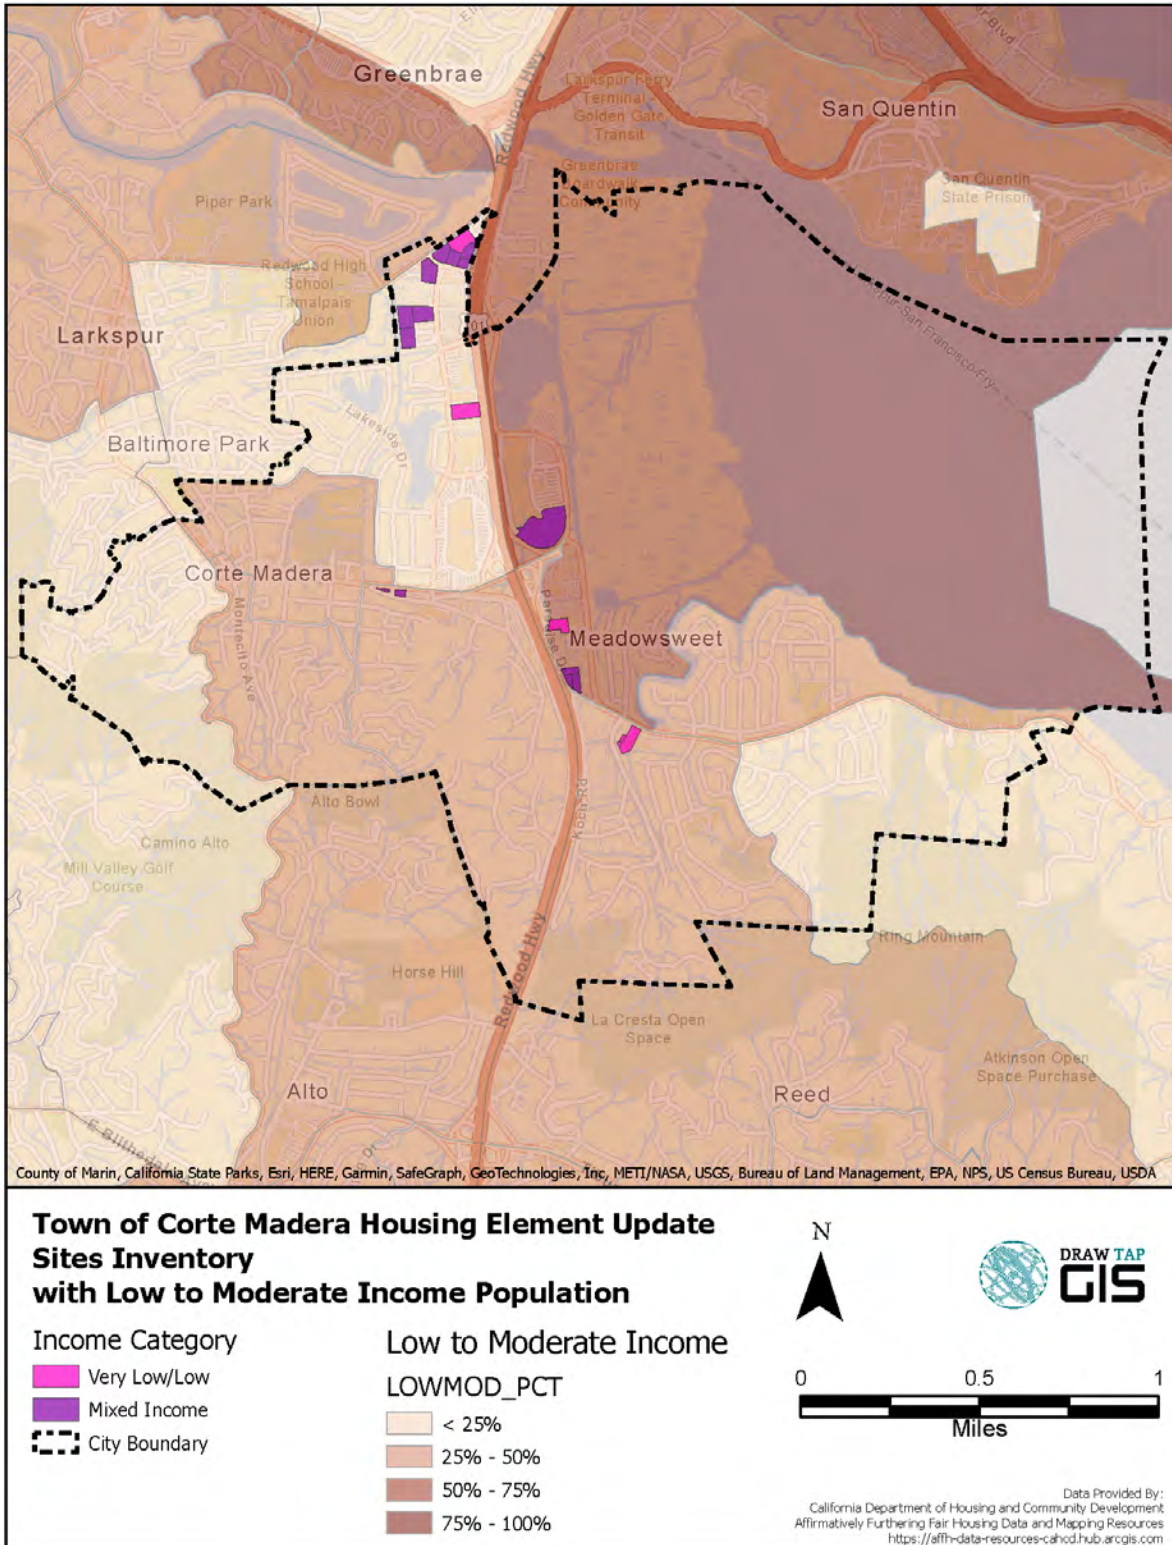 Greenbrae
Redwood Hwy
Larkspur Ferry
Terminal -
Golden Gate
Transit
San Quentin
Greenbrae
Boardwalk
Community
San Quentin
State Prison
Piper Park
Redwood High
School -
Tamalpais
Union
Larkspur
Lakeside Dr
Baltimore Park
Corte Madera
Montecito Ave
Paradise Dr
Meadowsweet
Koch Rd
Alto Bowl
Camino Alto
Mill Valley Golf
Course
Ring Mountain
Horse Hill
Redwood Hwy
La Cresta Open
Space
Atkinson Open
Space Purchase
Alto
Reed
County of Marin, California State Parks, Esri, HERE, Garmin, SafeGraph, GeoTechnologies, Inc, METI/NASA, USGS, Bureau of Land Management, EPA, NPS, US Census Bureau, USDA
Town of Corte Madera Housing Element Update
Sites Inventory
with Low to Moderate Income Population
Income Category
Very Low/Low
Mixed Income
City Boundary
Low to Moderate Income
LOWMOD_PCT
< 25%
25% - 50%
50% - 75%
75% - 100%
N
DRAW TAP
GIS
0 0.5 1
Miles
Data Provided By:
California Department of Housing and Community Development
Affirmatively Furthering Fair Housing Data and Mapping Resources
https://affh-data-resources-cahcd.hub.arcgis.com